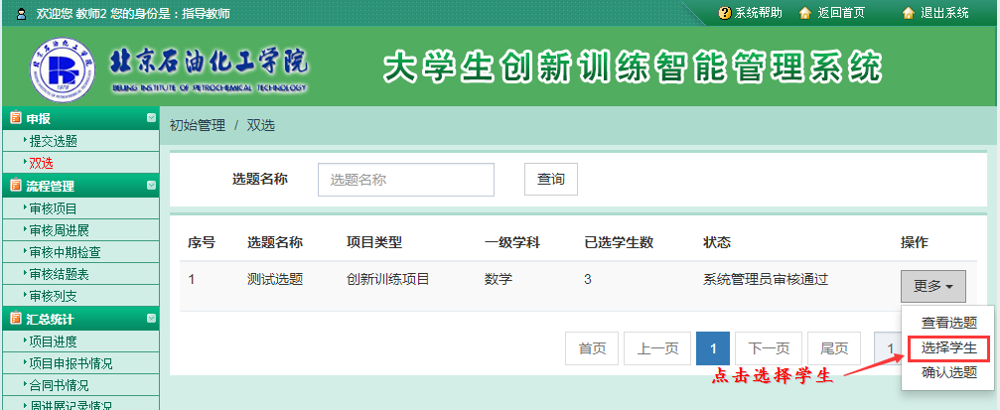 欢迎您 教师2 您的身份是：指导教师
系统帮助 返回首页 退出系统
北京石油化工学院
BEIJING INSTITUTE OF PETROCHEMICAL TECHNOLOGY
1978
大学生创新训练智能管理系统
申报
提交选题
双选
流程管理
审核项目
审核周进展
审核中期检查
审核结题表
审核列支
汇总统计
项目进度
项目申报书情况
合同书情况
周进展记录情况
初始管理 / 双选
选题名称 选题名称 查询
序号 选题名称 项目类型 一级学科 已选学生数 状态 操作
1 测试选题 创新训练项目 数学 3 系统管理员审核通过 更多
查看选题
选择学生
确认选题
首页 上一页 1 下一页 尾页 1
点击选择学生